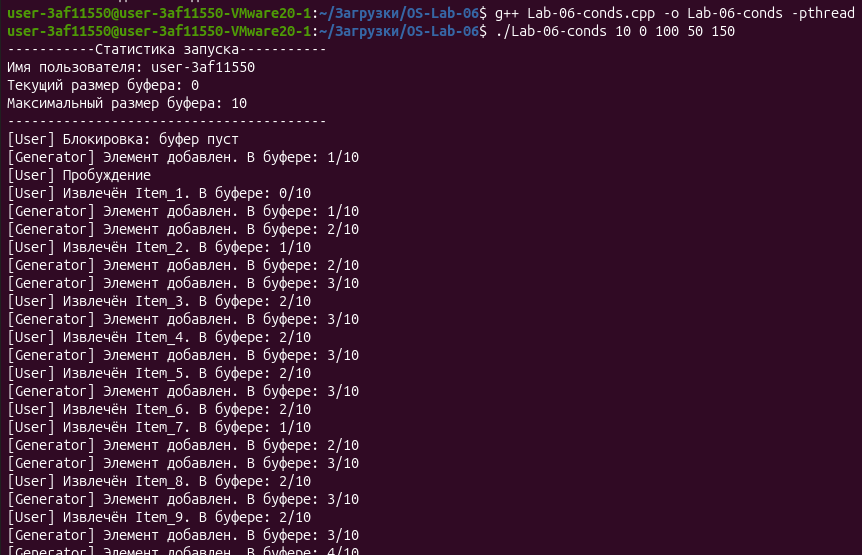 user-3af11550@user-3af11550-VMware20-1:~/Загрузки/OS-Lab-06$ g++ Lab-06-conds.cpp -o Lab-06-conds -pthread
user-3af11550@user-3af11550-VMware20-1:~/Загрузки/OS-Lab-06$ ./Lab-06-conds 10 0 100 50 150
-----------Статистика запуска-----------
Имя пользователя: user-3af11550
Текущий размер буфера: 0
Максимальный размер буфера: 10
----------------------------------------
[User] Блокировка: буфер пуст
[Generator] Элемент добавлен. В буфере: 1/10
[User] Пробуждение
[User] Извлечён Item_1. В буфере: 0/10
[Generator] Элемент добавлен. В буфере: 1/10
[Generator] Элемент добавлен. В буфере: 2/10
[User] Извлечён Item_2. В буфере: 1/10
[Generator] Элемент добавлен. В буфере: 2/10
[Generator] Элемент добавлен. В буфере: 3/10
[User] Извлечён Item_3. В буфере: 2/10
[Generator] Элемент добавлен. В буфере: 3/10
[User] Извлечён Item_4. В буфере: 2/10
[Generator] Элемент добавлен. В буфере: 3/10
[User] Извлечён Item_5. В буфере: 2/10
[Generator] Элемент добавлен. В буфере: 3/10
[User] Извлечён Item_6. В буфере: 2/10
[User] Извлечён Item_7. В буфере: 1/10
[Generator] Элемент добавлен. В буфере: 2/10
[Generator] Элемент добавлен. В буфере: 3/10
[User] Извлечён Item_8. В буфере: 2/10
[Generator] Элемент добавлен. В буфере: 3/10
[User] Извлечён Item_9. В буфере: 2/10
[Generator] Элемент добавлен. В буфере: 3/10
[Generator] Элемент добавлен. В буфере: 4/10